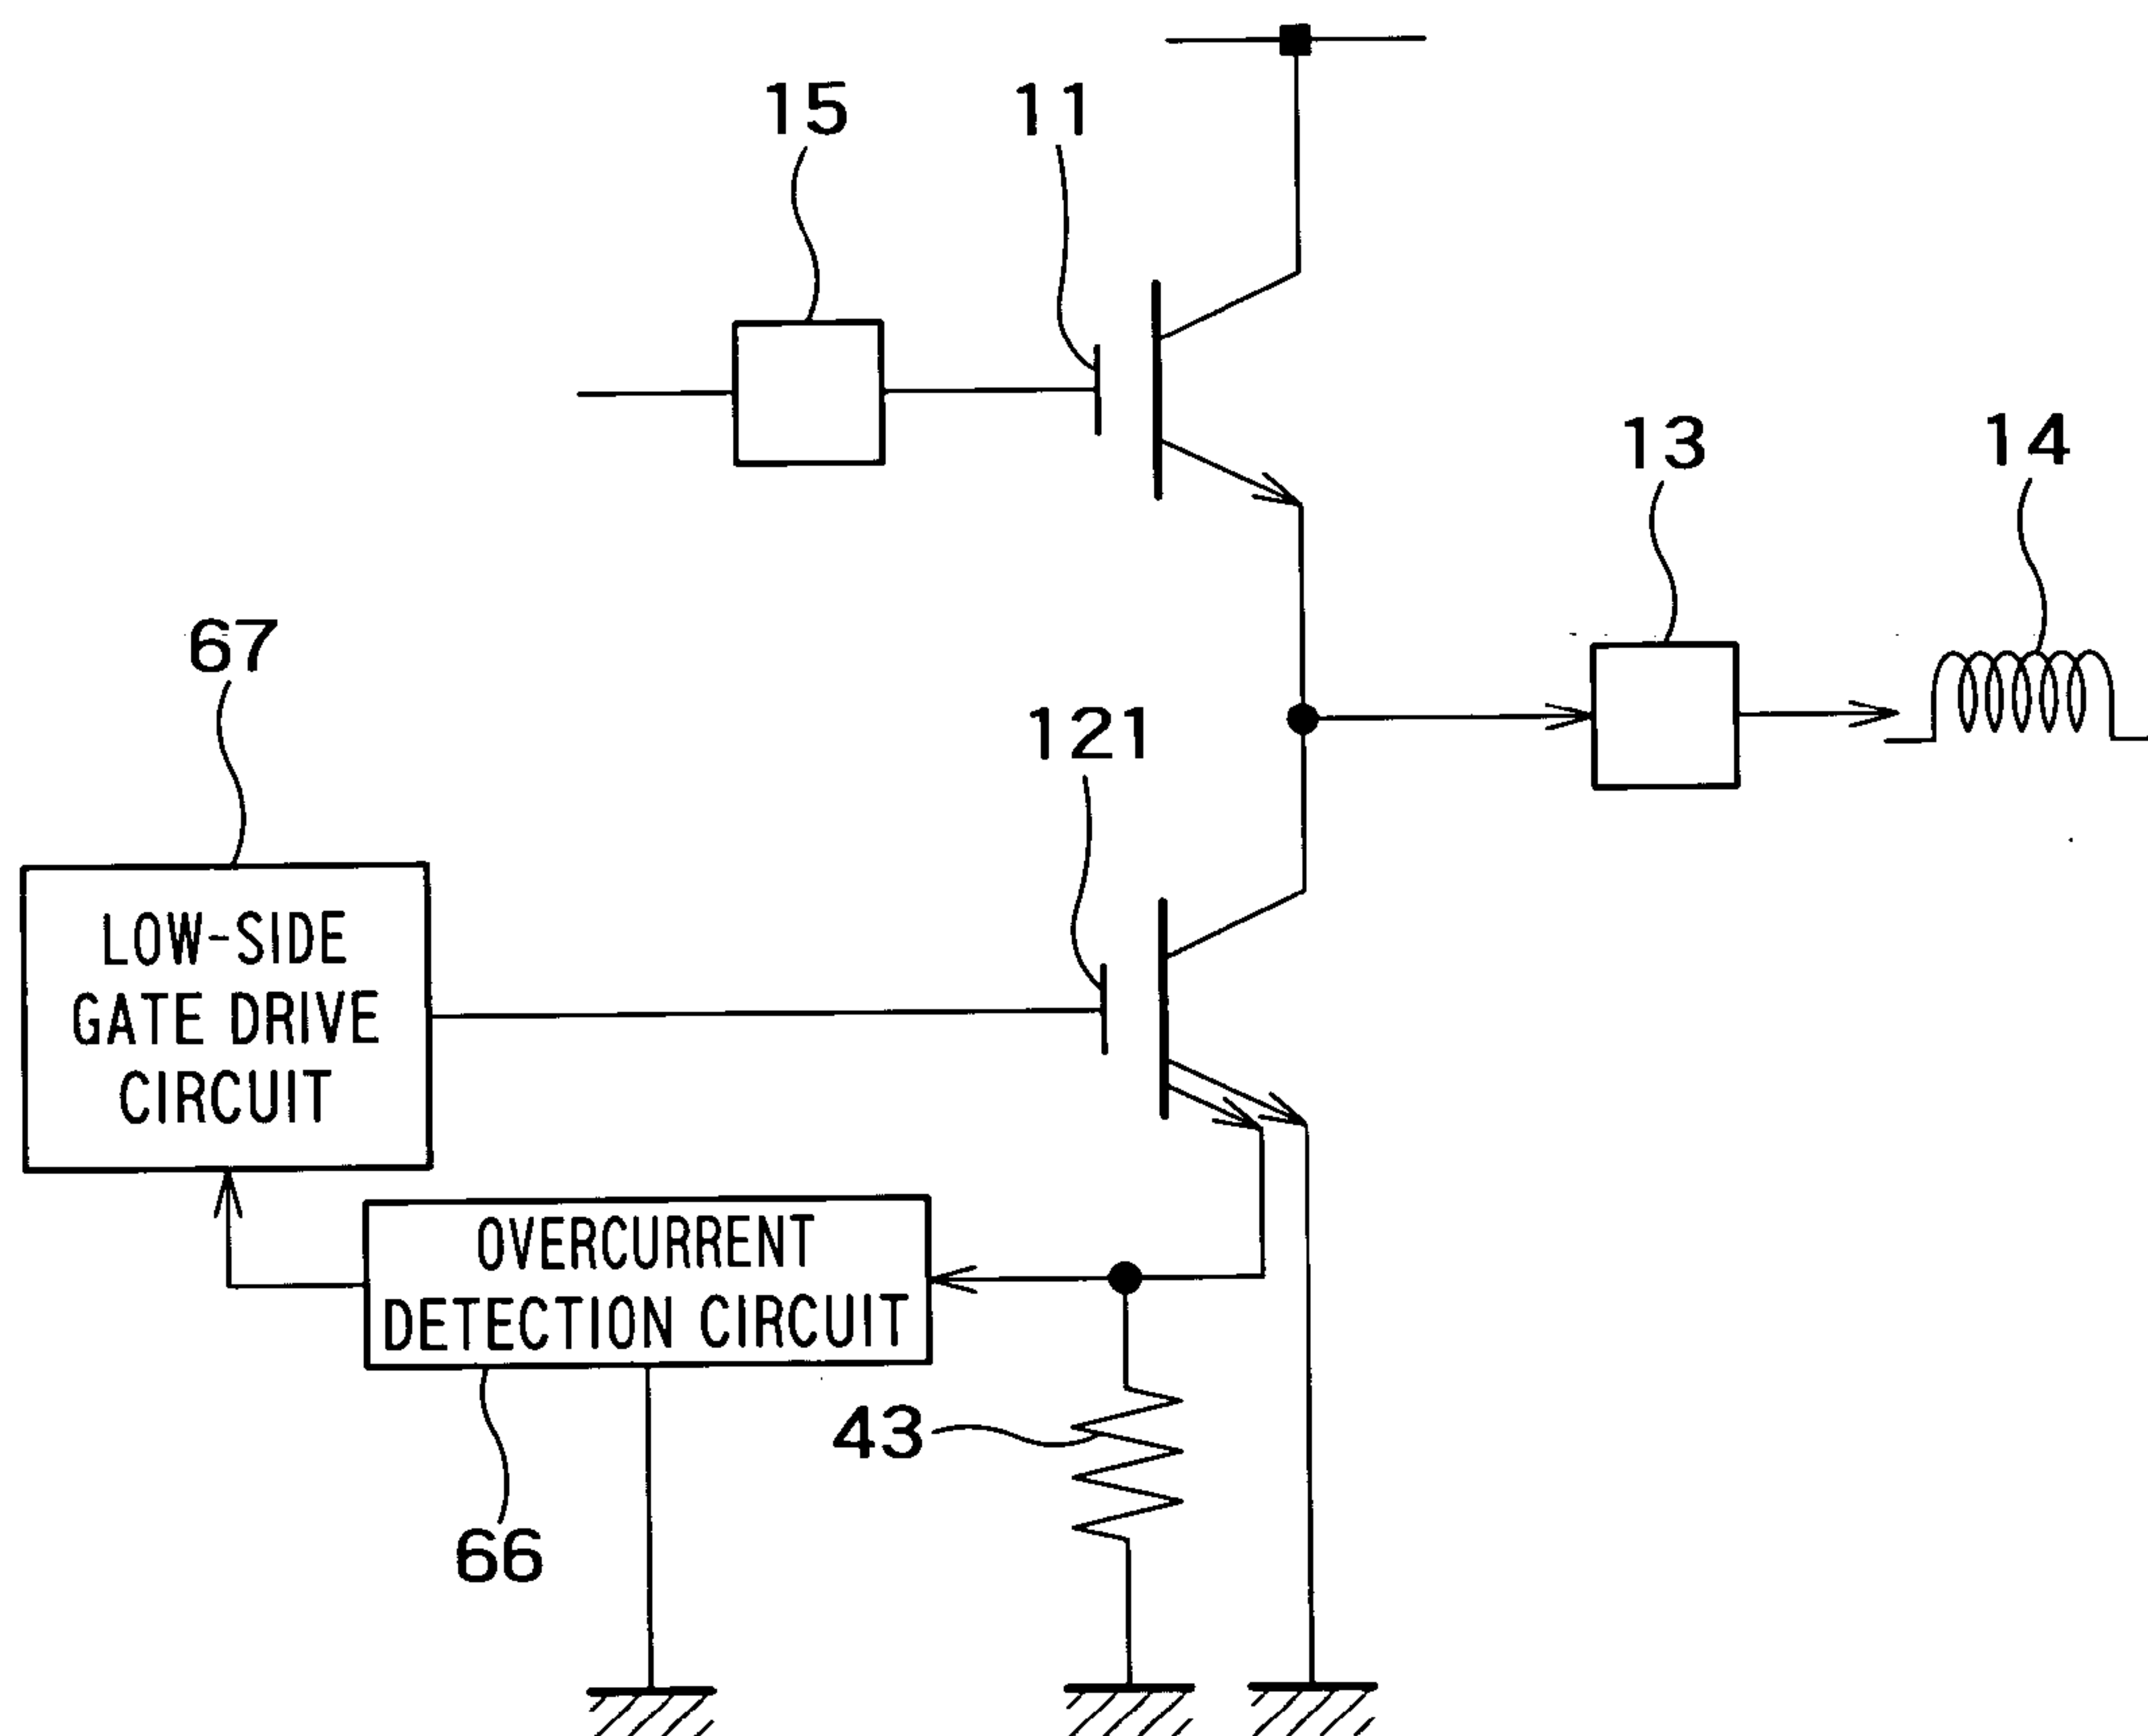 15
11
13
14
67
121
LOW-SIDE
GATE DRIVE
CIRCUIT
OVERCURRENT
DETECTION CIRCUIT
43
66